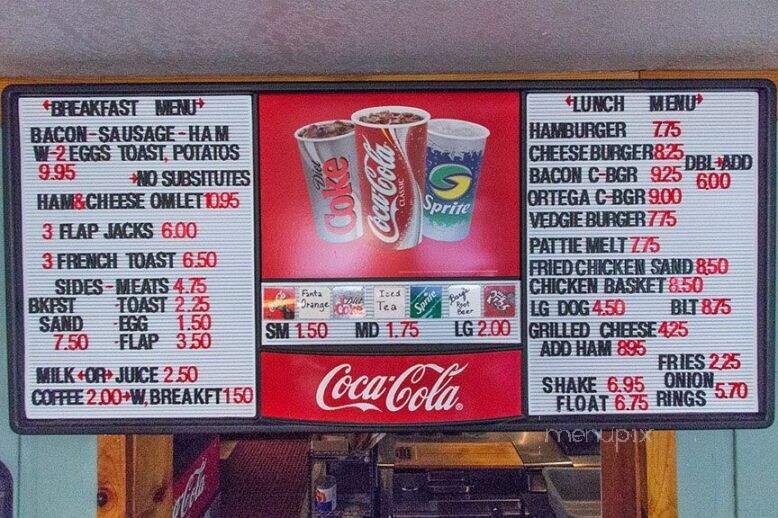 BREAKFAST MENU
BACON-SAUSAGE-HAM
W-2 EGGS TOAST, POTATOS
9.95
NO SUBSITUTES
HAM&CHEESE OMLET 10.95
3 FLAP JACKS 6.00
3 FRENCH TOAST 6.50
SIDES-MEATS 4.75
BKFST -TOAST 2.25
SAND -EGG 1.50
7.50 -FLAP 3.50
MILK OR JUICE 2.50
COFFEE 2.00 W, BREAKFT 150
Diet Coke
Coca-Cola CLASSIC
Sprite
Fanta Orange
Diet Coke
Iced Tea
Sprite
Barq's Root Beer
SM 1.50 MD 1.75 LG 2.00
Coca-Cola
LUNCH MENU
HAMBURGER 7.75
CHEESEBURGER 8.25
BACON C-BGR 9.25
DBL ADD
6.00
ORTEGA C-BGR 9.00
VEDGIE BURGER 7.75
PATTIE MELT 7.75
FRIED CHICKEN SAND 8,50
CHICKEN BASKET 8.50
LG DOG 4.50 BLT 8.75
GRILLED CHEESE 4,25
ADD HAM 8.95
FRIES 2,25
SHAKE 6.95
FLOAT 6.75
ONION
RINGS 5.70
menupix
Coca-Cola